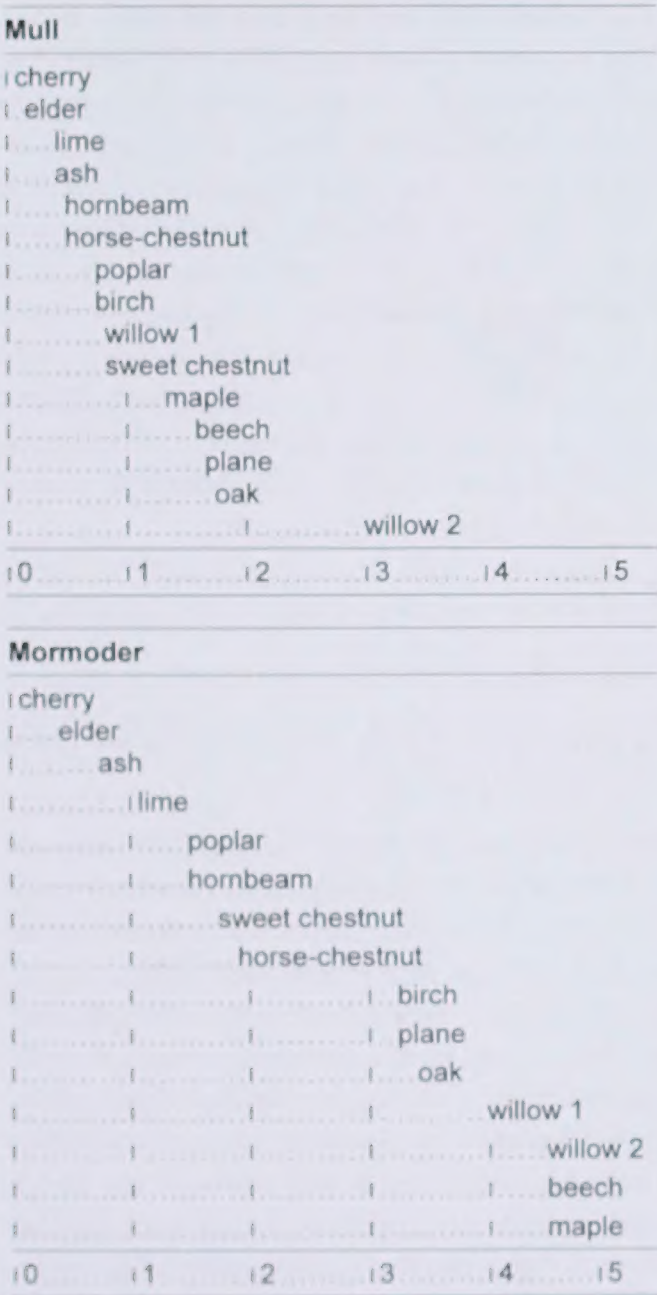 Mull
cherry
elder
lime
ash
hornbeam
horse-chestnut
poplar
birch
willow 1
sweet chestnut
maple
beech
plane
oak
willow 2
0 1 2 3 4 5
Mormoder
cherry
elder
ash
lime
poplar
hornbeam
sweet chestnut
horse-chestnut
birch
plane
oak
willow 1
willow 2
beech
maple
0 1 2 3 4 5